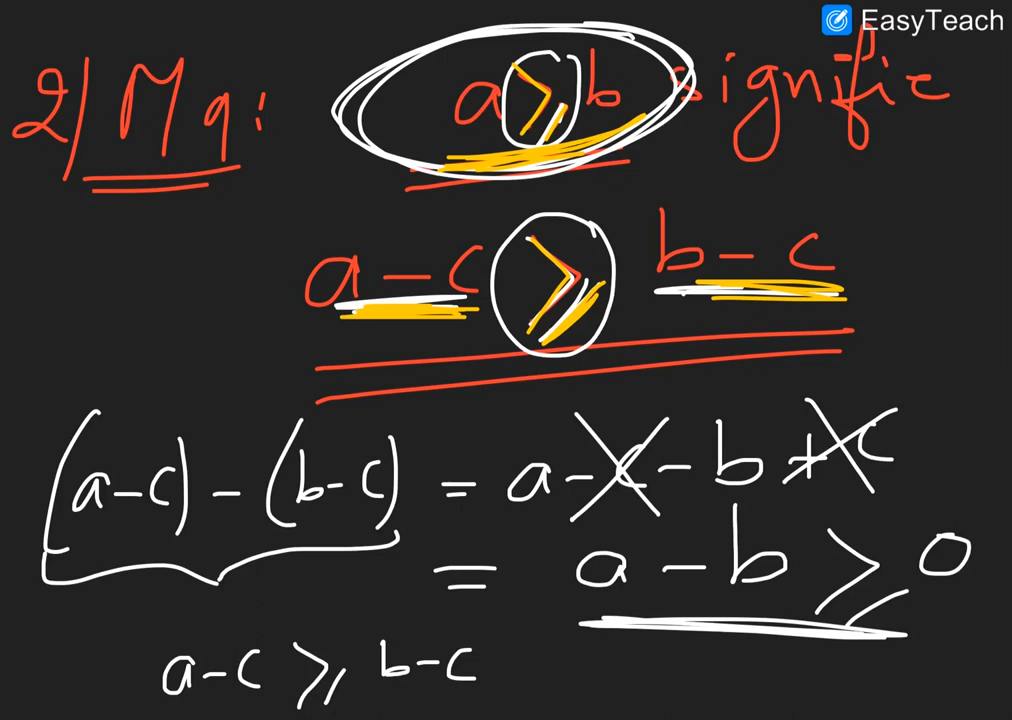 EasyTeach
2) Mq: a ⩾ b signifie
a - c ⩾ b - c
(a - c) - (b - c) = a - c - b + c
= a - b ⩾ 0
a - c ⩾ b - c